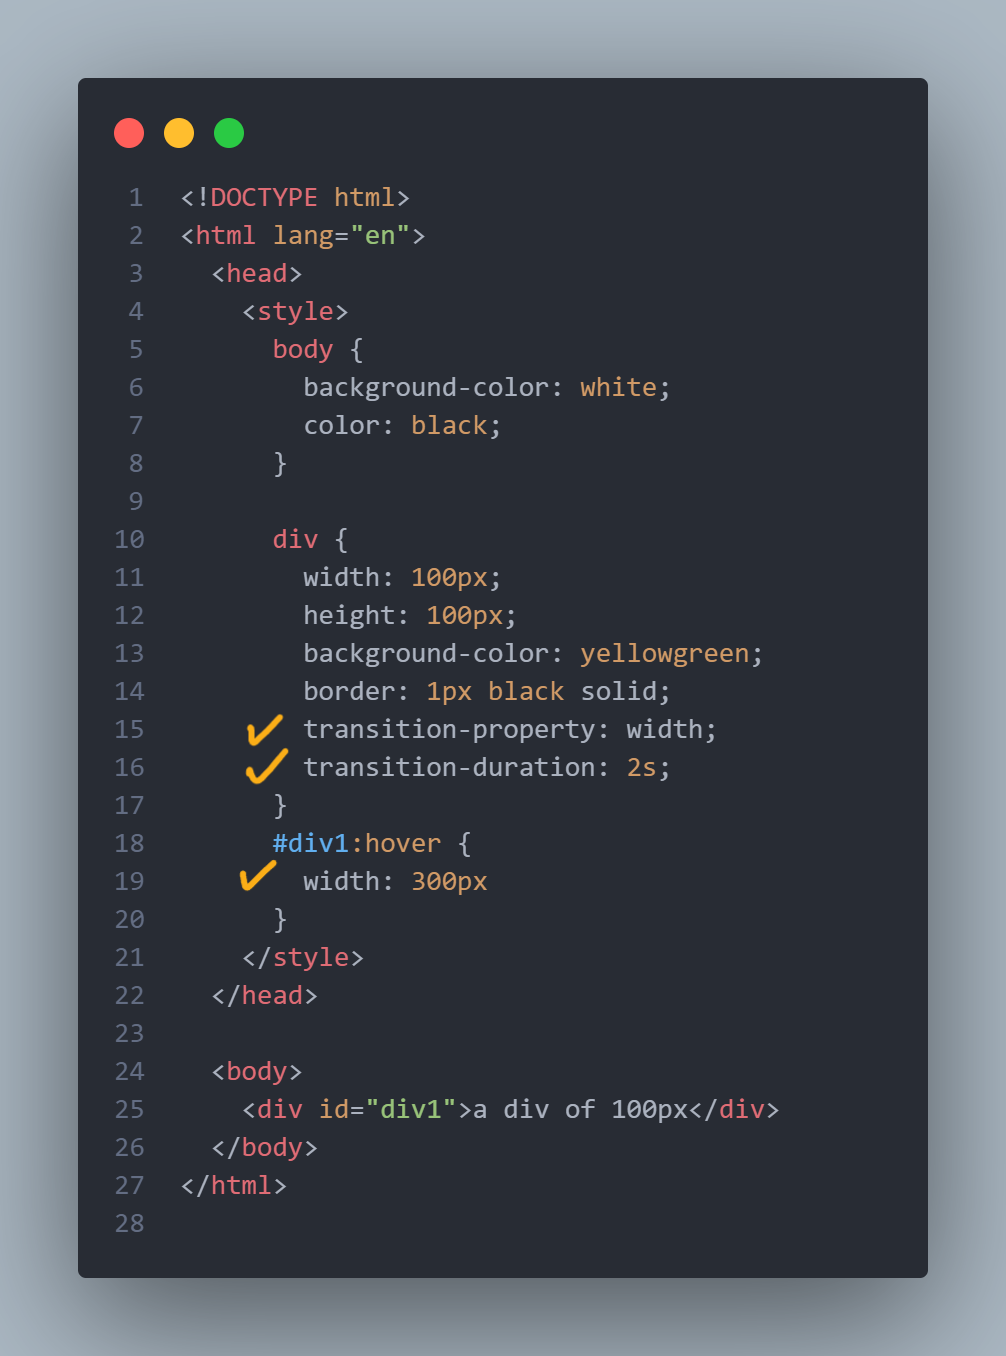 1 <!DOCTYPE html>
2 <html lang="en">
3   <head>
4     <style>
5       body {
6         background-color: white;
7         color: black;
8       }
9
10       div {
11         width: 100px;
12         height: 100px;
13         background-color: yellowgreen;
14         border: 1px black solid;
15         transition-property: width;
16         transition-duration: 2s;
17       }
18       #div1:hover {
19         width: 300px
20       }
21     </style>
22   </head>
23
24   <body>
25     <div id="div1">a div of 100px</div>
26   </body>
27 </html>
28